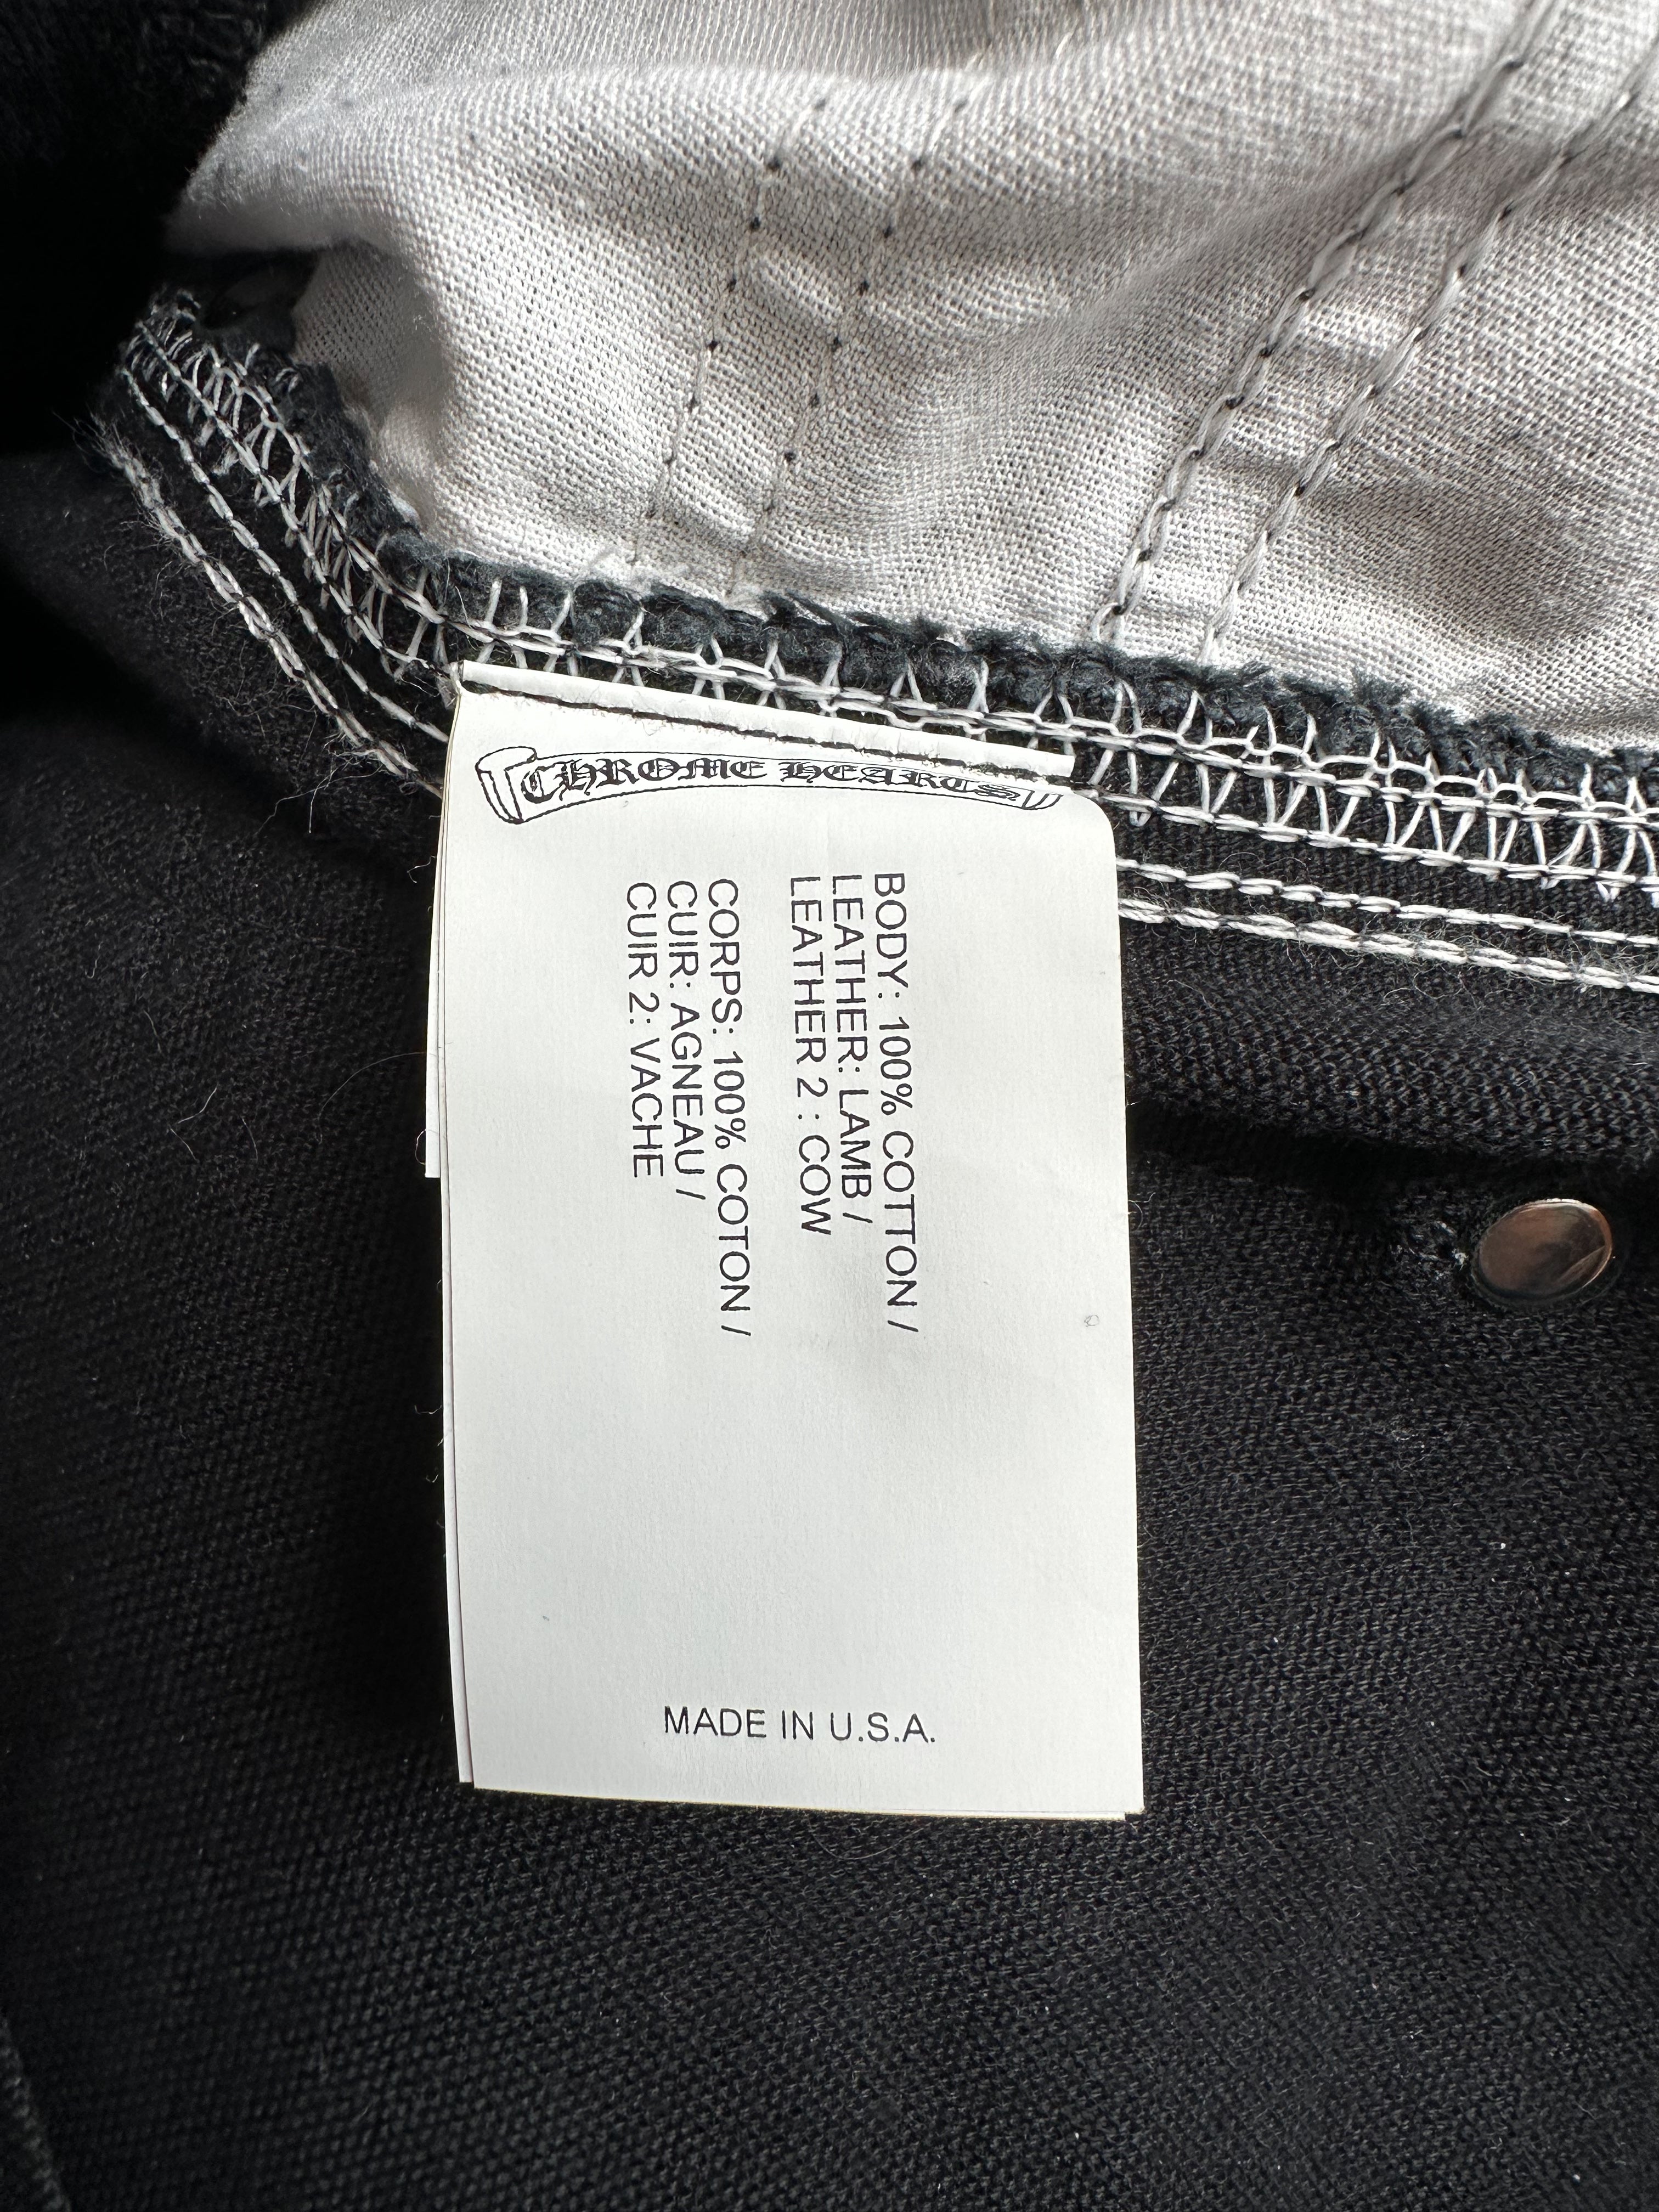 CHROME HEARTS
BODY: 100% COTTON /
LEATHER: LAMB /
LEATHER 2 : COW
CORPS: 100% COTON /
CUIR: AGNEAU /
CUIR 2: VACHE
MADE IN U.S.A.